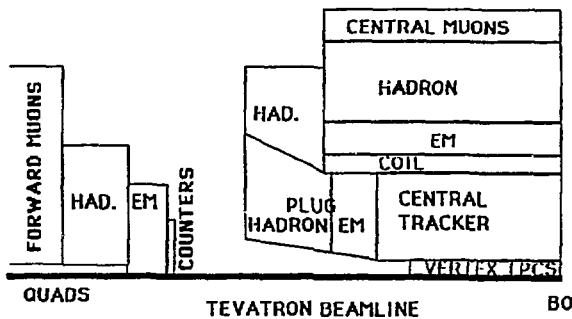 CENTRAL MUONS
HADRON
HAD.
EM
COIL
FORWARD MUONS
HAD.
EM
COUNTERS
PLUG
HADRON
EM
CENTRAL
TRACKER
VERTEX TPCS
QUADS
TEVATRON BEAMLINE
BO